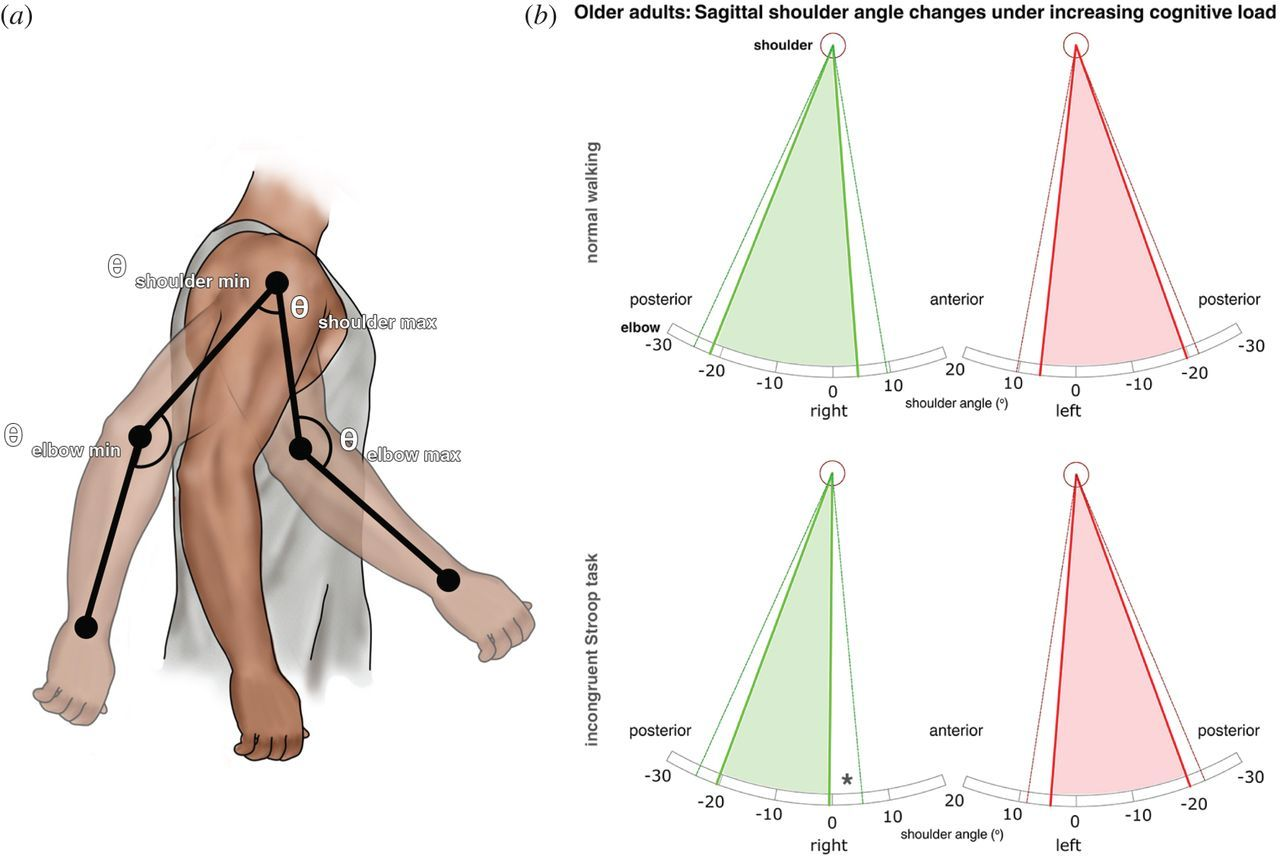 (a)
θ shoulder min
θ shoulder max
θ elbow min
θ elbow max
(b) Older adults: Sagittal shoulder angle changes under increasing cognitive load
shoulder
normal walking
posterior anterior posterior
elbow
-30 -20 -10 0 10 20 10 0 -10 -20 -30
shoulder angle (°)
right left
incongruent Stroop task
posterior anterior posterior
*
-30 -20 -10 0 10 20 10 0 -10 -20 -30
shoulder angle (°)
right left